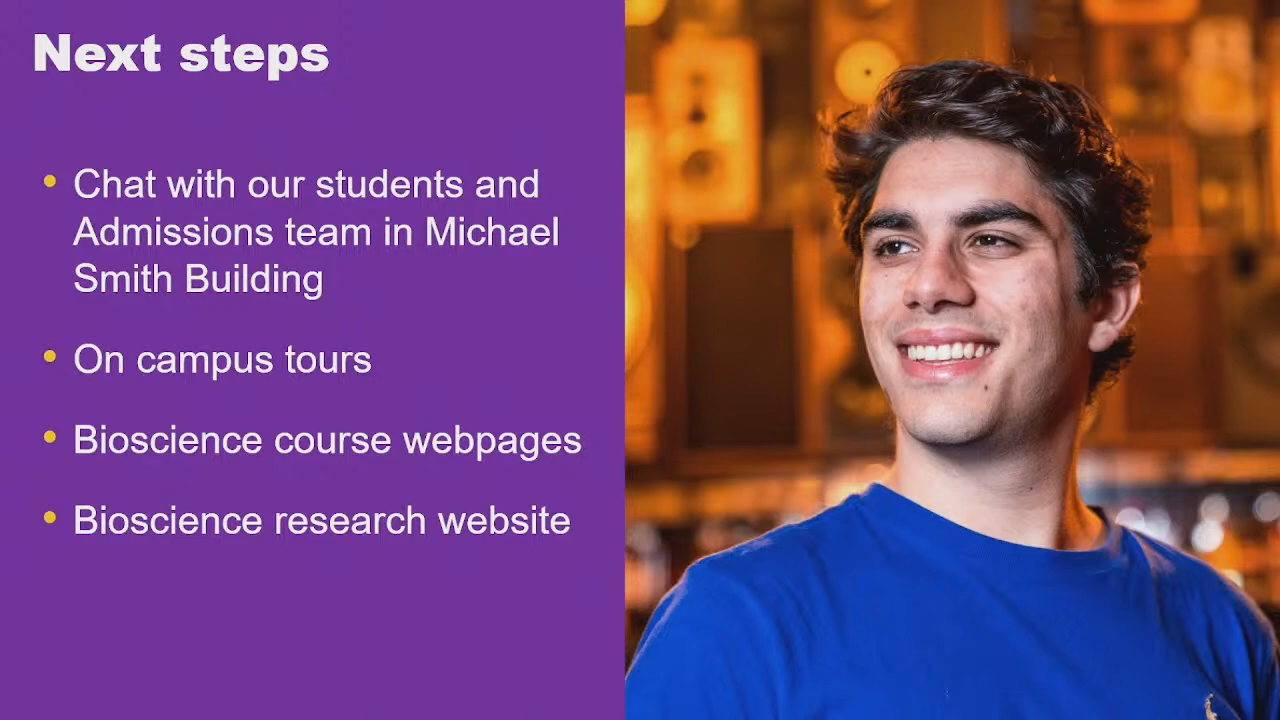 Next steps
Chat with our students and
Admissions team in Michael
Smith Building
On campus tours
Bioscience course webpages
Bioscience research website